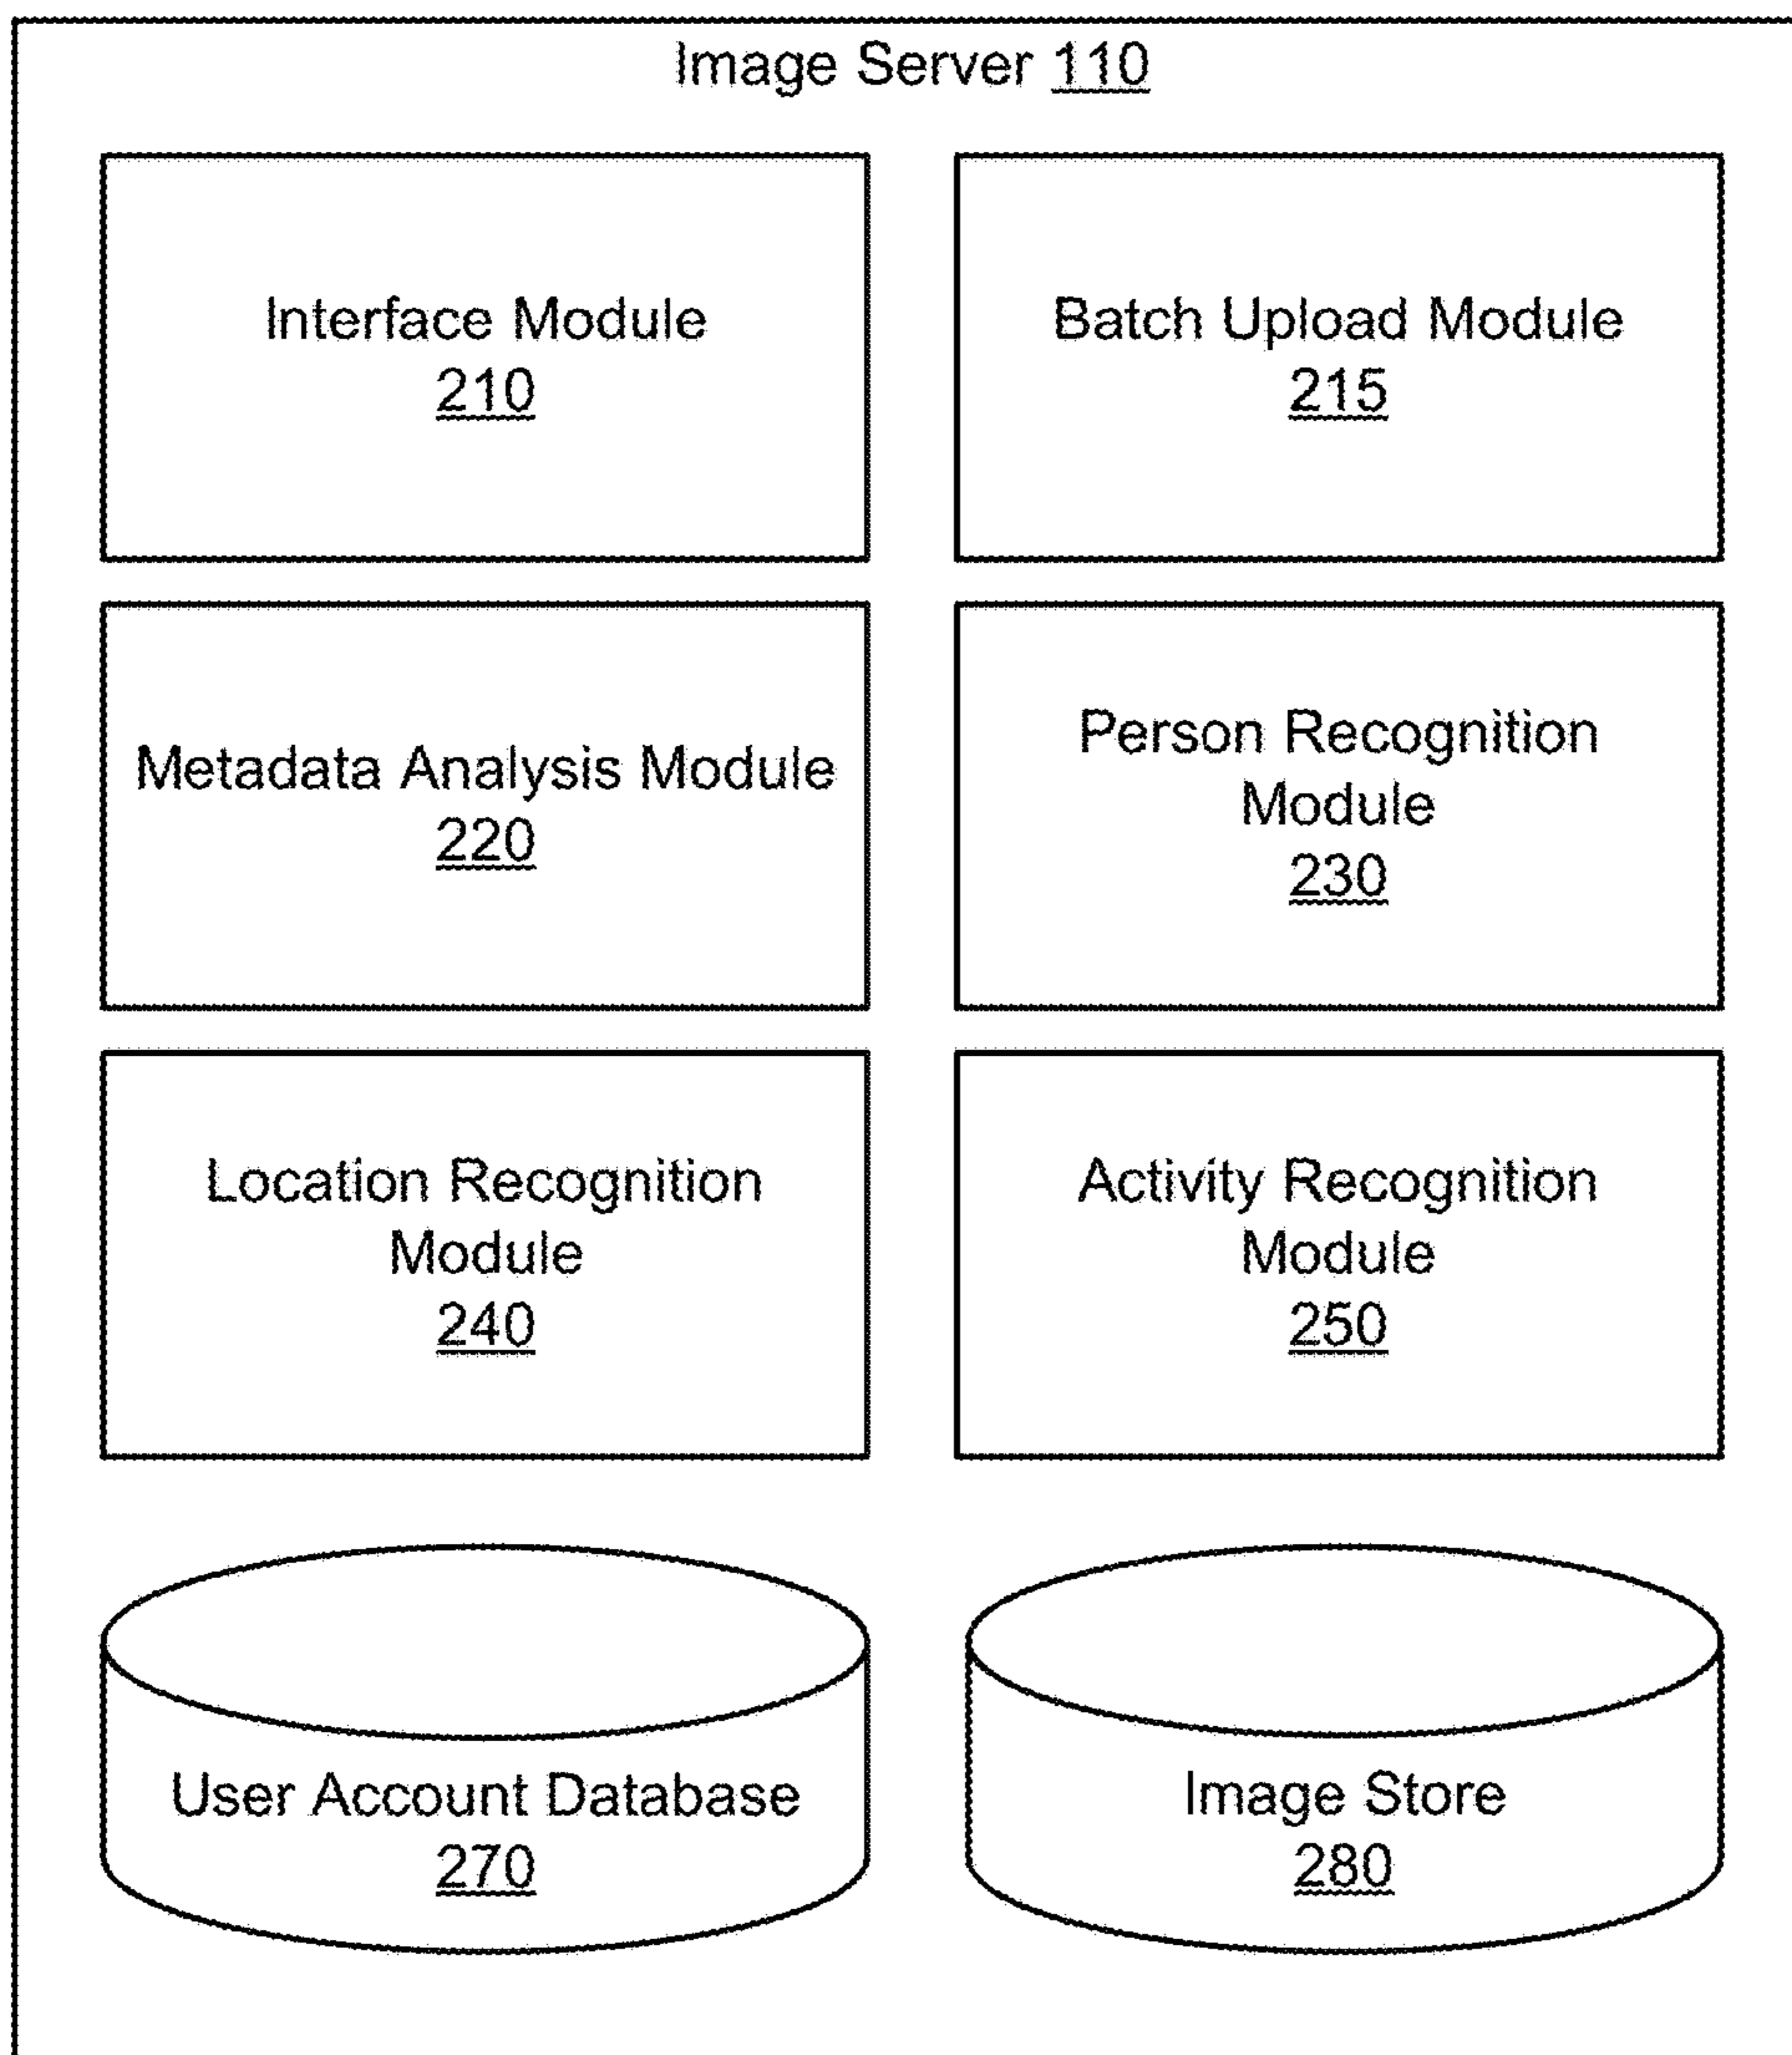 Image Server 110
Interface Module
210
Batch Upload Module
215
Metadata Analysis Module
220
Person Recognition
Module
230
Location Recognition
Module
240
Activity Recognition
Module
250
User Account Database
270
Image Store
280